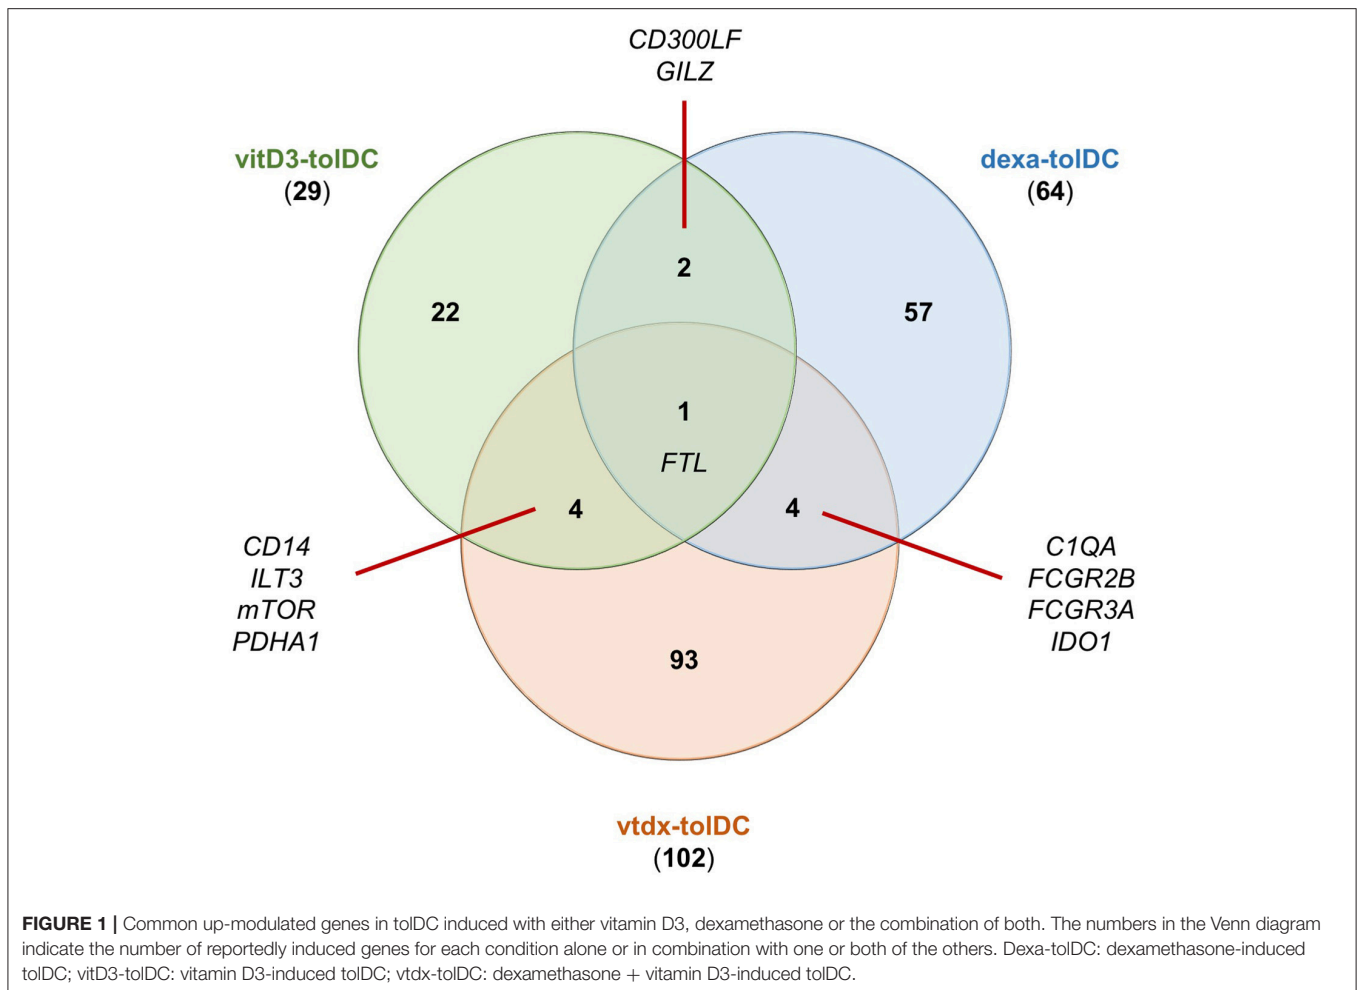 CD300LF
GILZ
vitD3-tolDC
(29)
dexa-tolDC
(64)
2
22
57
1
FTL
4
4
CD14
ILT3
mTOR
PDHA1
C1QA
FCGR2B
FCGR3A
IDO1
93
vtdx-tolDC
(102)
FIGURE 1 | Common up-modulated genes in tolDC induced with either vitamin D3, dexamethasone or the combination of both. The numbers in the Venn diagram
indicate the number of reportedly induced genes for each condition alone or in combination with one or both of the others. Dexa-tolDC: dexamethasone-induced
tolDC; vitD3-tolDC: vitamin D3-induced tolDC; vtdx-tolDC: dexamethasone + vitamin D3-induced tolDC.